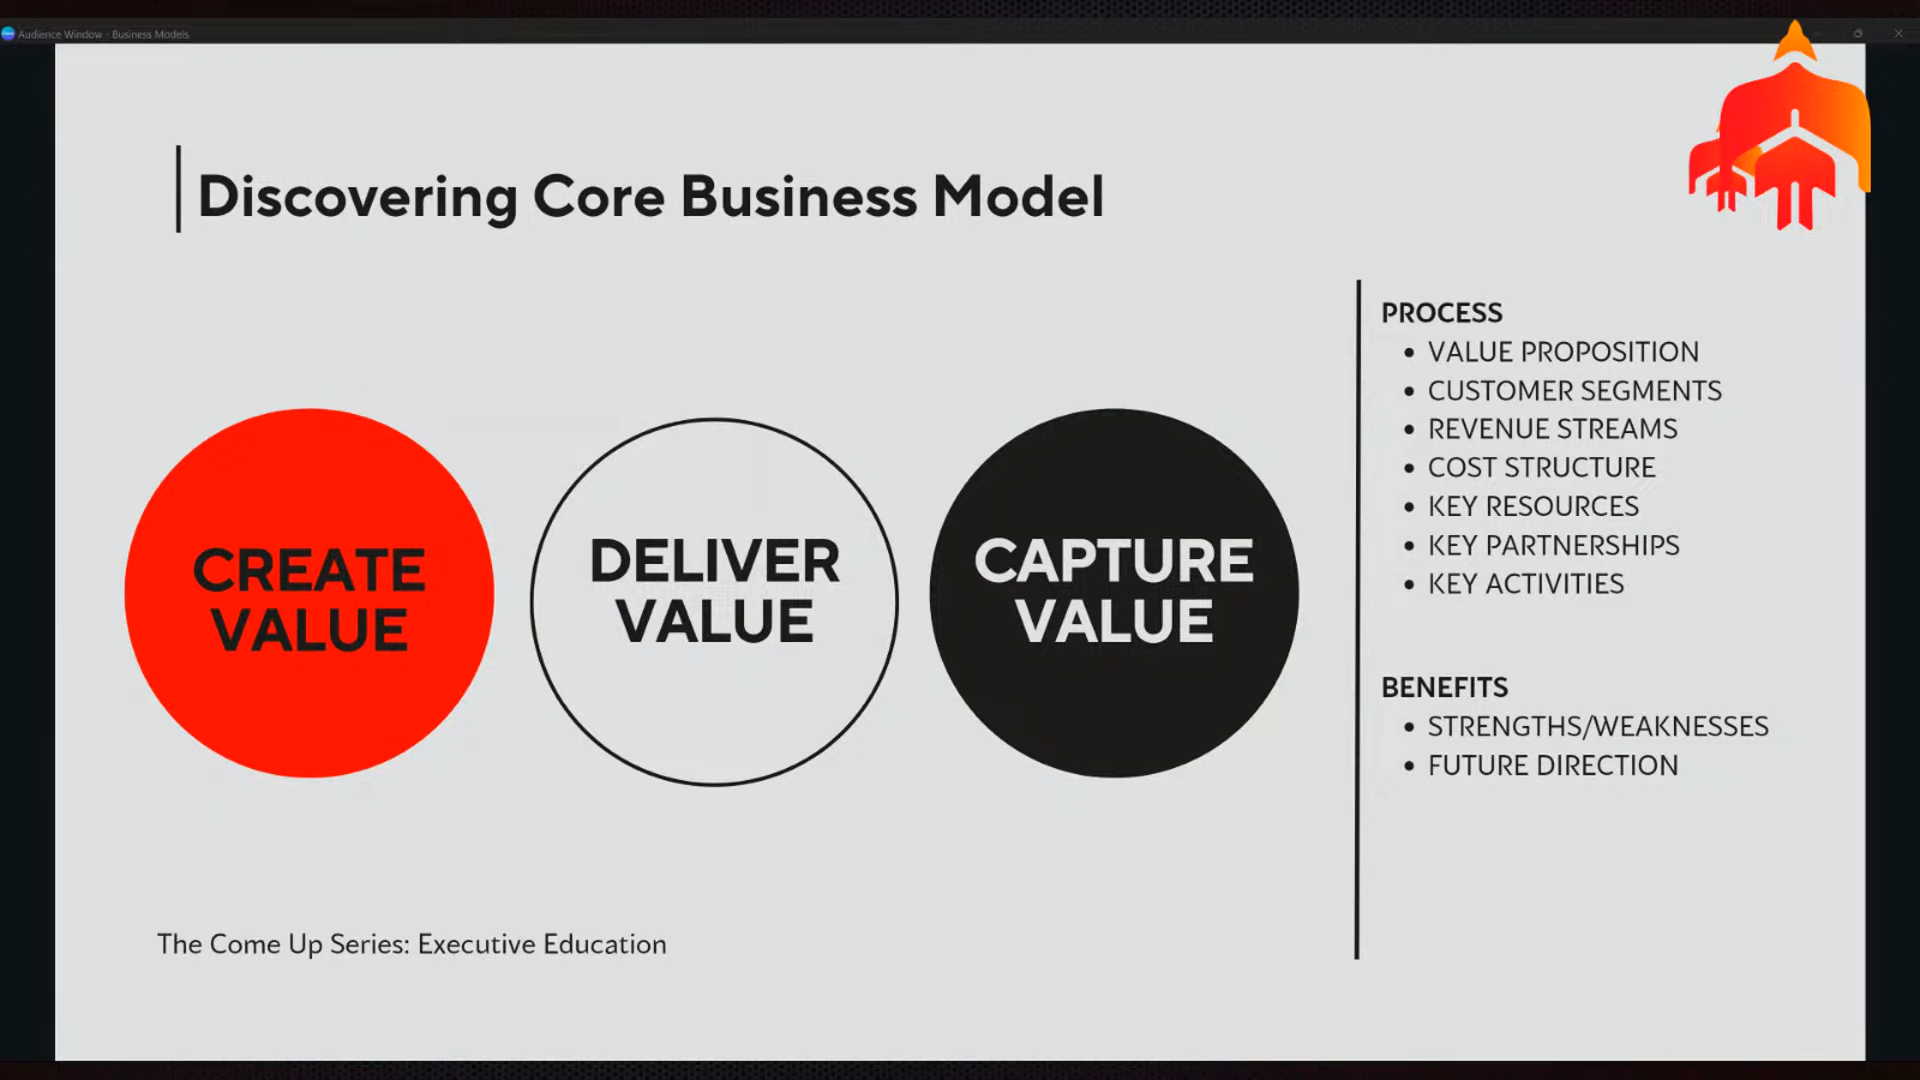 Audience Window - Business Models
Discovering Core Business Model
CREATE
VALUE
DELIVER
VALUE
CAPTURE
VALUE
PROCESS
• VALUE PROPOSITION
• CUSTOMER SEGMENTS
• REVENUE STREAMS
• COST STRUCTURE
• KEY RESOURCES
• KEY PARTNERSHIPS
• KEY ACTIVITIES
BENEFITS
• STRENGTHS/WEAKNESSES
• FUTURE DIRECTION
The Come Up Series: Executive Education